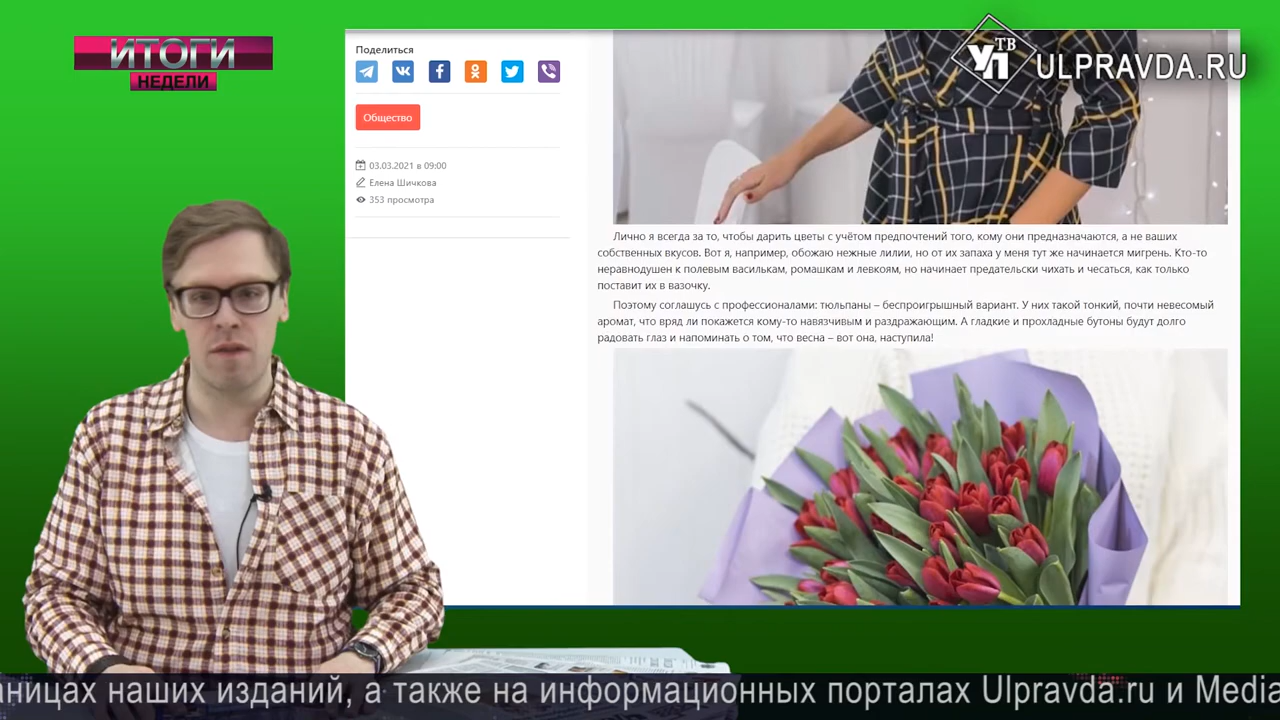 ИТОГИ
НЕДЕЛИ
УП ТВ
ULPRAVDA.RU
Поделиться
Общество
03.03.2021 в 09:00
Елена Шичкова
353 просмотра
Лично я всегда за то, чтобы дарить цветы с учётом предпочтений того, кому они предназначаются, а не ваших
собственных вкусов. Вот я, например, обожаю нежные лилии, но от их запаха у меня тут же начинается мигрень. Кто-то
неравнодушен к полевым василькам, ромашкам и левкоям, но начинает предательски чихать и чесаться, как только
поставит их в вазочку.
Поэтому соглашусь с профессионалами: тюльпаны – беспроигрышный вариант. У них такой тонкий, почти невесомый
аромат, что вряд ли покажется кому-то навязчивым и раздражающим. А гладкие и прохладные бутоны будут долго
радовать глаз и напоминать о том, что весна – вот она, наступила!
аницах наших изданий, а также на информационных порталах Ulpravda.ru и Media